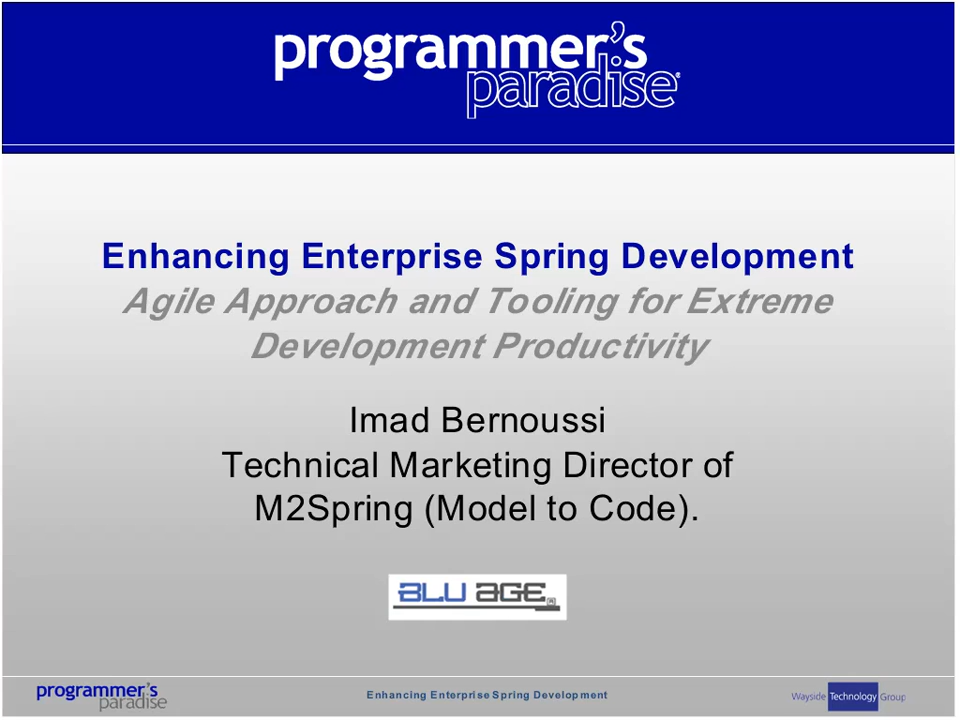 programmer's
paradise®
Enhancing Enterprise Spring Development
Agile Approach and Tooling for Extreme
Development Productivity
Imad Bernoussi
Technical Marketing Director of
M2Spring (Model to Code).
BLU AGE ®
programmer's
paradise
Enhancing Enterprise Spring Development
Wayside Technology Group